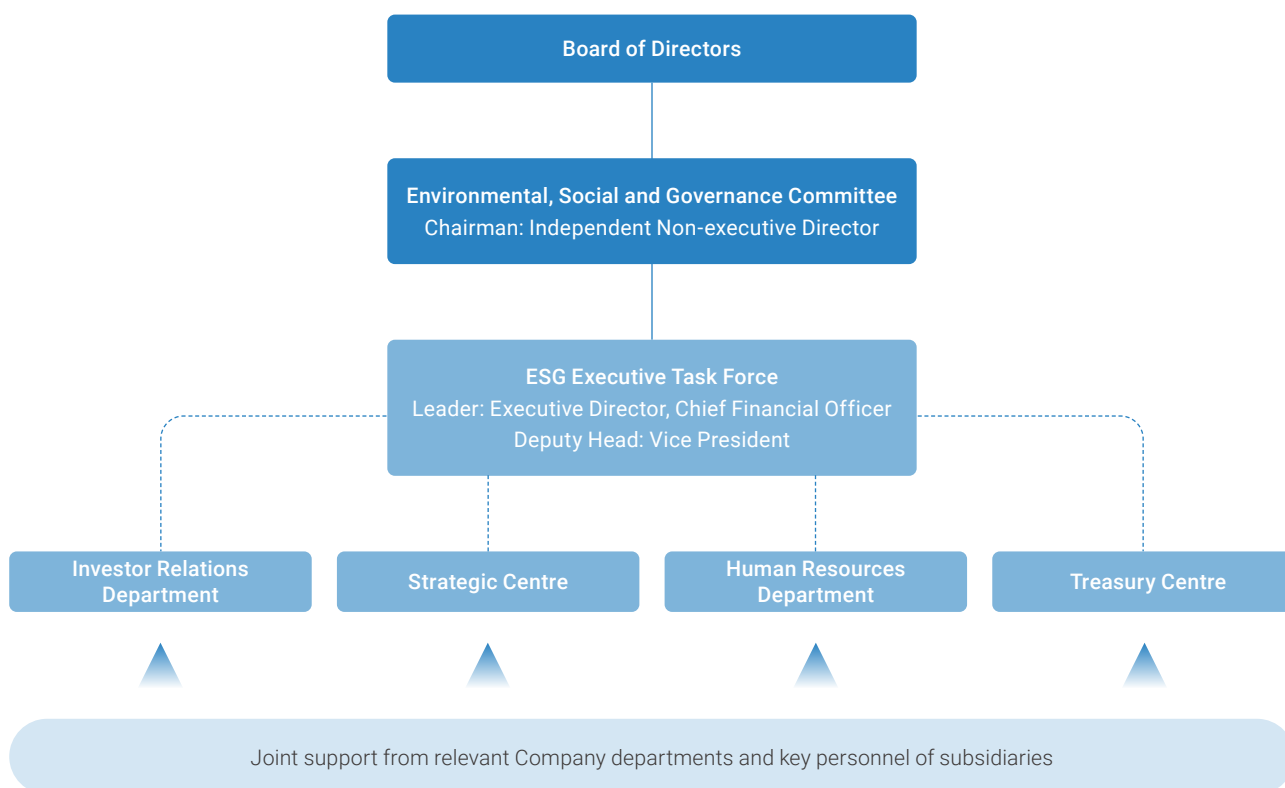 Board of Directors
Environmental, Social and Governance Committee
Chairman: Independent Non-executive Director
ESG Executive Task Force
Leader: Executive Director, Chief Financial Officer
Deputy Head: Vice President
Investor Relations
Department
Strategic Centre
Human Resources
Department
Treasury Centre
Joint support from relevant Company departments and key personnel of subsidiaries